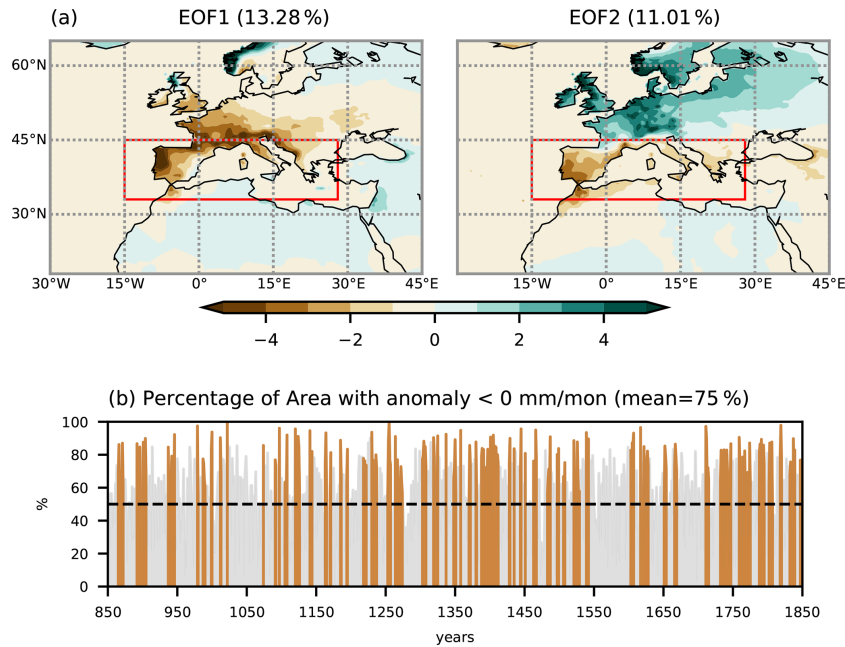 (a) EOF1 (13.28 %) EOF2 (11.01 %)
60°N
45°N
30°N
30°W 15°W 0° 15°E 30°E 45°E 15°W 0° 15°E 30°E 45°E
−4 −2 0 2 4
(b) Percentage of Area with anomaly < 0 mm/mon (mean=75 %)
100
80
60
40
20
0
%
850 950 1050 1150 1250 1350 1450 1550 1650 1750 1850
years